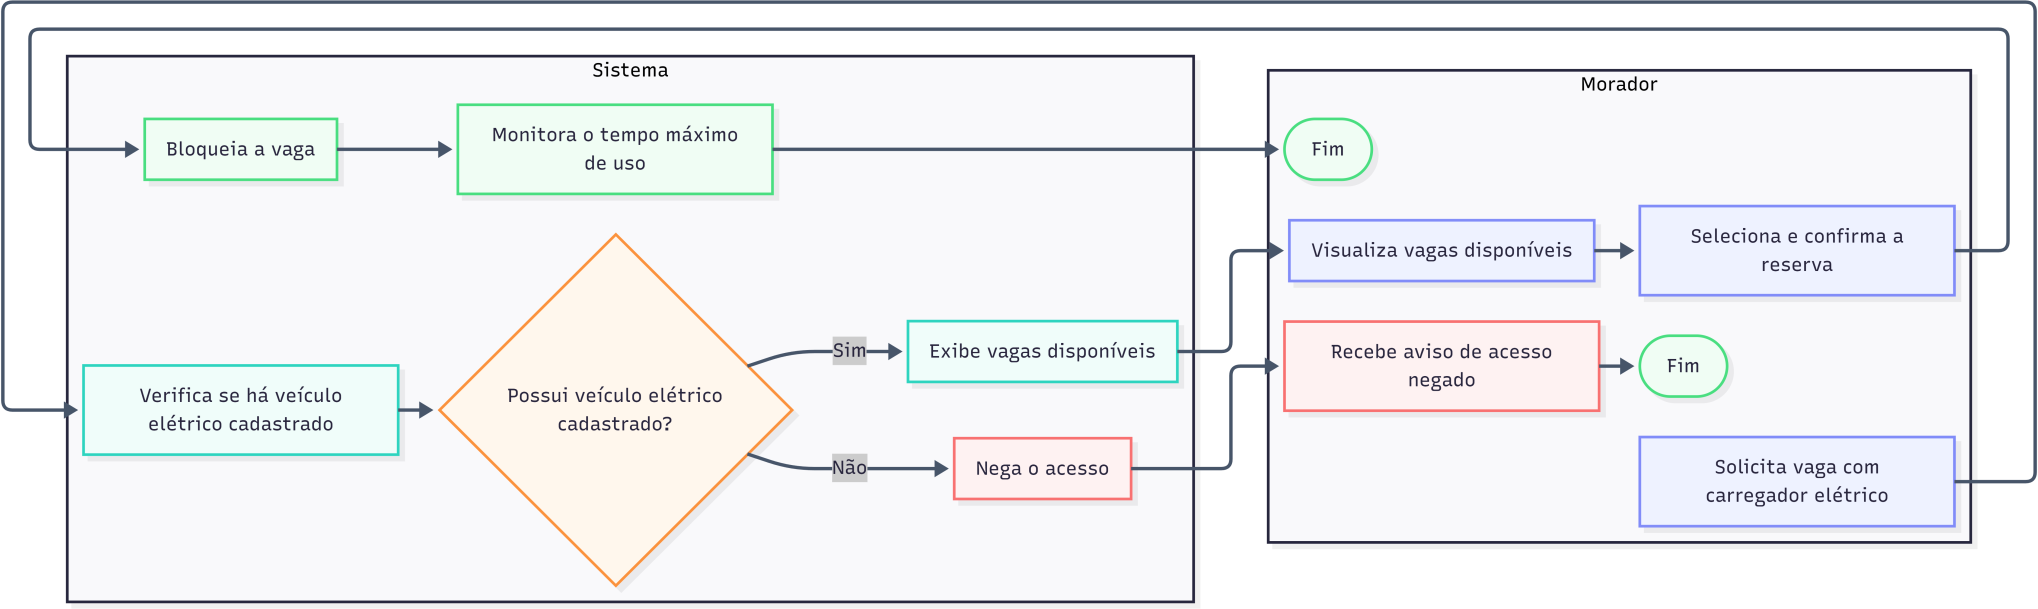 Sistema
Bloqueia a vaga
Monitora o tempo máximo
de uso
Verifica se há veículo
elétrico cadastrado
Possui veículo elétrico
cadastrado?
Sim
Não
Exibe vagas disponíveis
Nega o acesso
Morador
Fim
Visualiza vagas disponíveis
Seleciona e confirma a
reserva
Recebe aviso de acesso
negado
Fim
Solicita vaga com
carregador elétrico